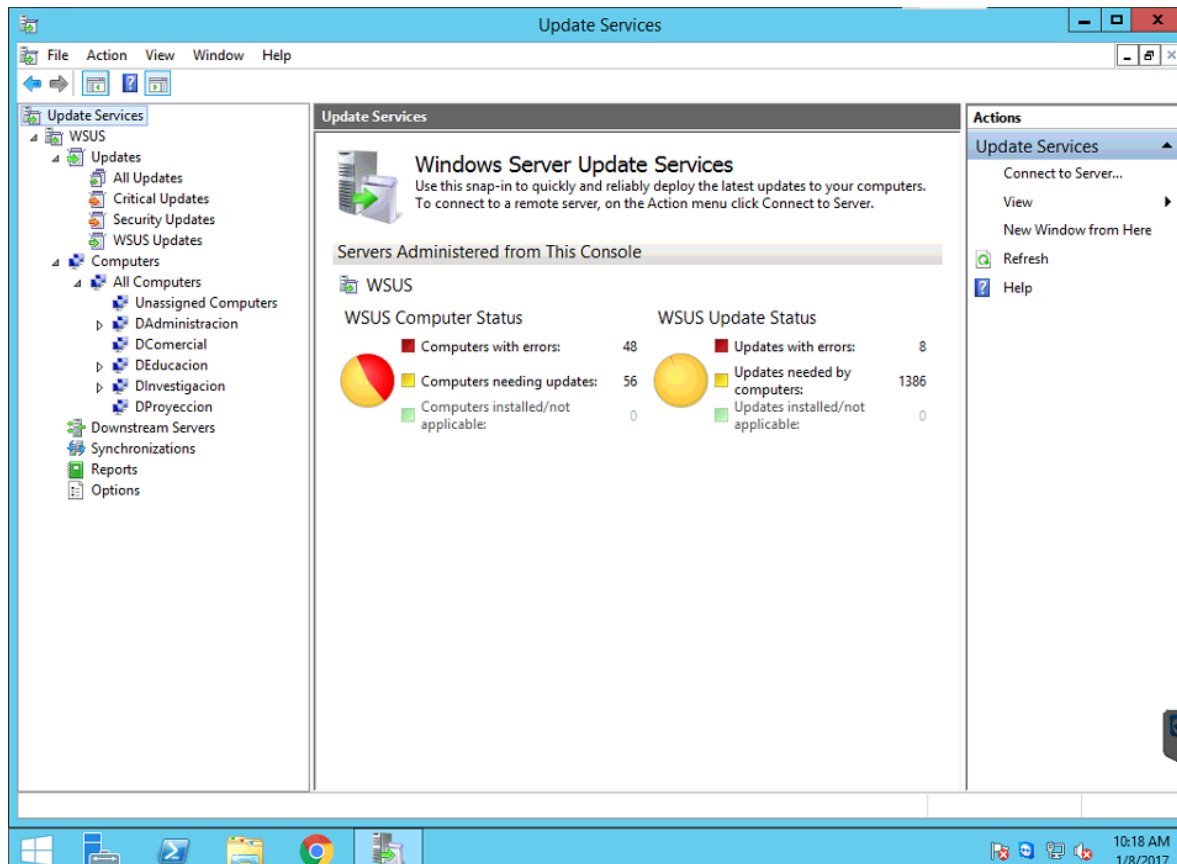 Update Services
File Action View Window Help
Update Services
WSUS
Updates
All Updates
Critical Updates
Security Updates
WSUS Updates
Computers
All Computers
Unassigned Computers
DAdministracion
DComercial
DEducacion
DInvestigacion
DProyeccion
Downstream Servers
Synchronizations
Reports
Options
Update Services
Windows Server Update Services
Use this snap-in to quickly and reliably deploy the latest updates to your computers.
To connect to a remote server, on the Action menu click Connect to Server.
Servers Administered from This Console
WSUS
WSUS Computer Status
Computers with errors: 48
Computers needing updates: 56
Computers installed/not
applicable: 0
WSUS Update Status
Updates with errors: 8
Updates needed by
computers: 1386
Updates installed/not
applicable: 0
Actions
Update Services
Connect to Server...
View
New Window from Here
Refresh
Help
10:18 AM
1/8/2017